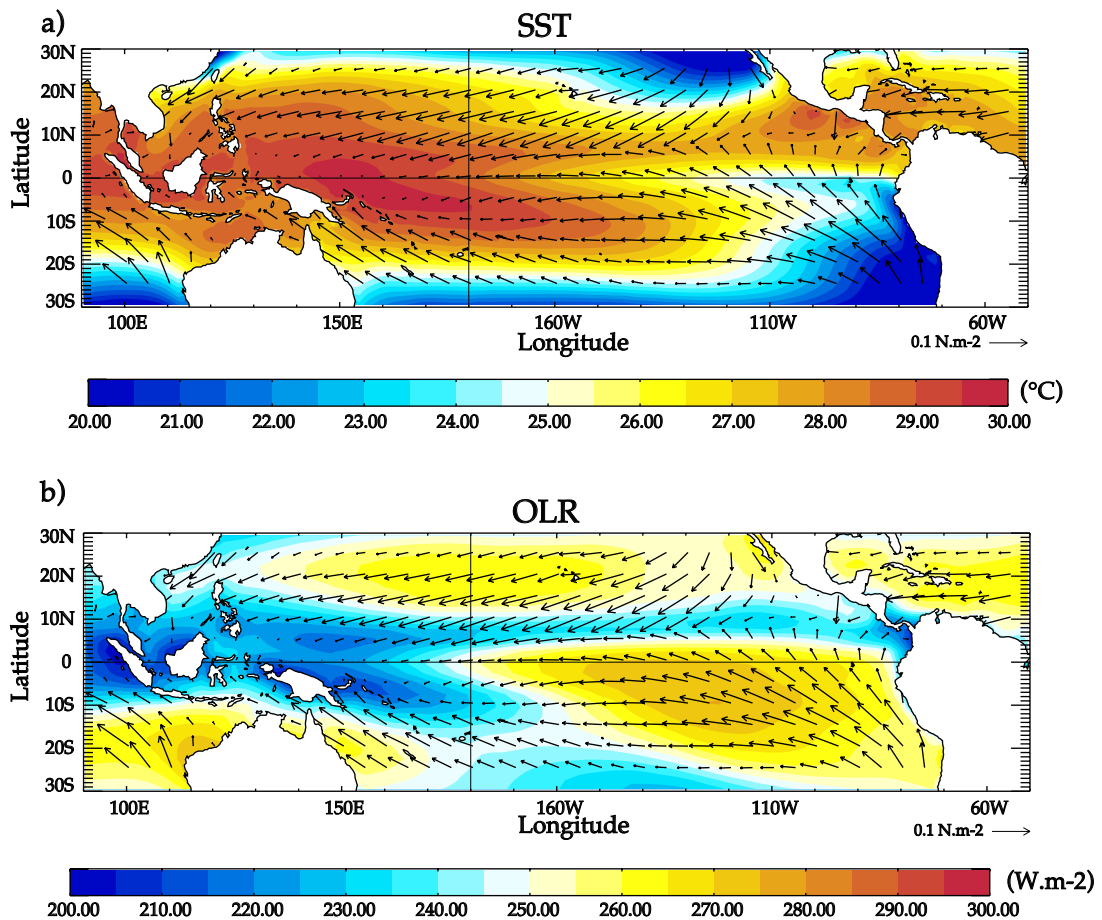 a)
SST
30N
20N
10N
0
10S
20S
30S
Latitude
100E 150E 160W 110W 60W
Longitude
0.1 N.m-2
20.00 21.00 22.00 23.00 24.00 25.00 26.00 27.00 28.00 29.00 30.00
(°C)
b)
OLR
30N
20N
10N
0
10S
20S
30S
Latitude
100E 150E 160W 110W 60W
Longitude
0.1 N.m-2
200.00 210.00 220.00 230.00 240.00 250.00 260.00 270.00 280.00 290.00 300.00
(W.m-2)